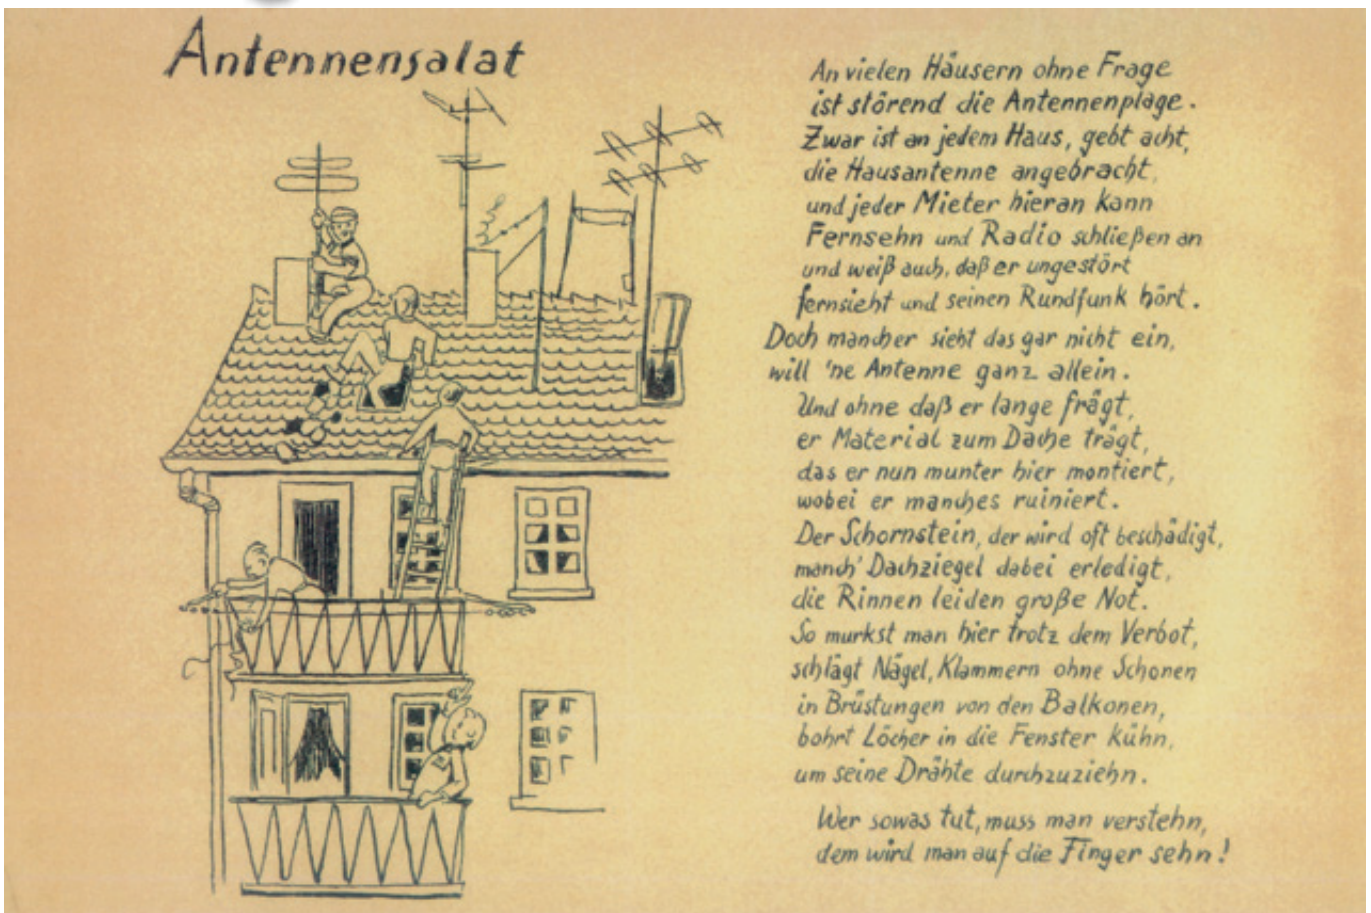 Antennensalat
An vielen Häusern ohne Frage
ist störend die Antennenplage.
Zwar ist an jedem Haus, gebt acht,
die Hausantenne angebracht,
und jeder Mieter hieran kann
Fernsehn und Radio schließen an
und weiß auch, daß er ungestört
fernsieht und seinen Rundfunk hört.
Doch mancher sieht das gar nicht ein,
will 'ne Antenne ganz allein.
Und ohne daß er lange frägt,
er Material zum Dache trägt,
das er nun munter hier montiert,
wobei er manches ruiniert.
Der Schornstein, der wird oft beschädigt,
manch' Dachziegel dabei erledigt,
die Rinnen leiden große Not.
So murkst man hier trotz dem Verbot,
schlägt Nägel, Klammern ohne Schonen
in Brüstungen von den Balkonen,
bohrt Löcher in die Fenster kühn,
um seine Drähte durchzuziehn.
Wer sowas tut, muss man verstehn,
dem wird man auf die Finger sehn!